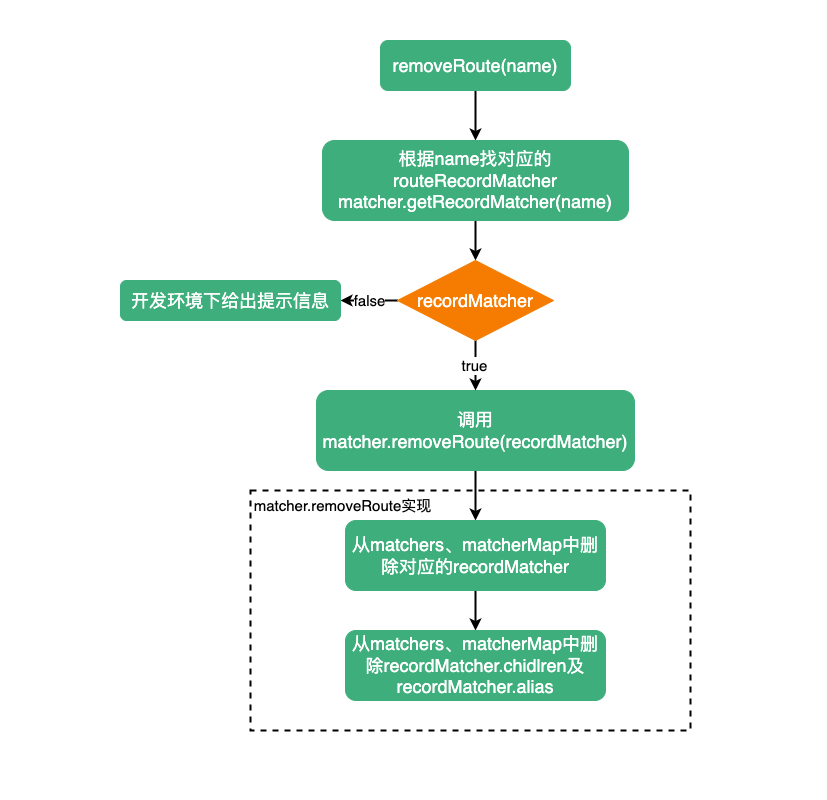 removeRoute(name)
根据name找对应的
routeRecordMatcher
matcher.getRecordMatcher(name)
开发环境下给出提示信息
false
recordMatcher
true
调用
matcher.removeRoute(recordMatcher)
matcher.removeRoute实现
从matchers、matcherMap中删
除对应的recordMatcher
从matchers、matcherMap中删
除recordMatcher.chidlren及
recordMatcher.alias